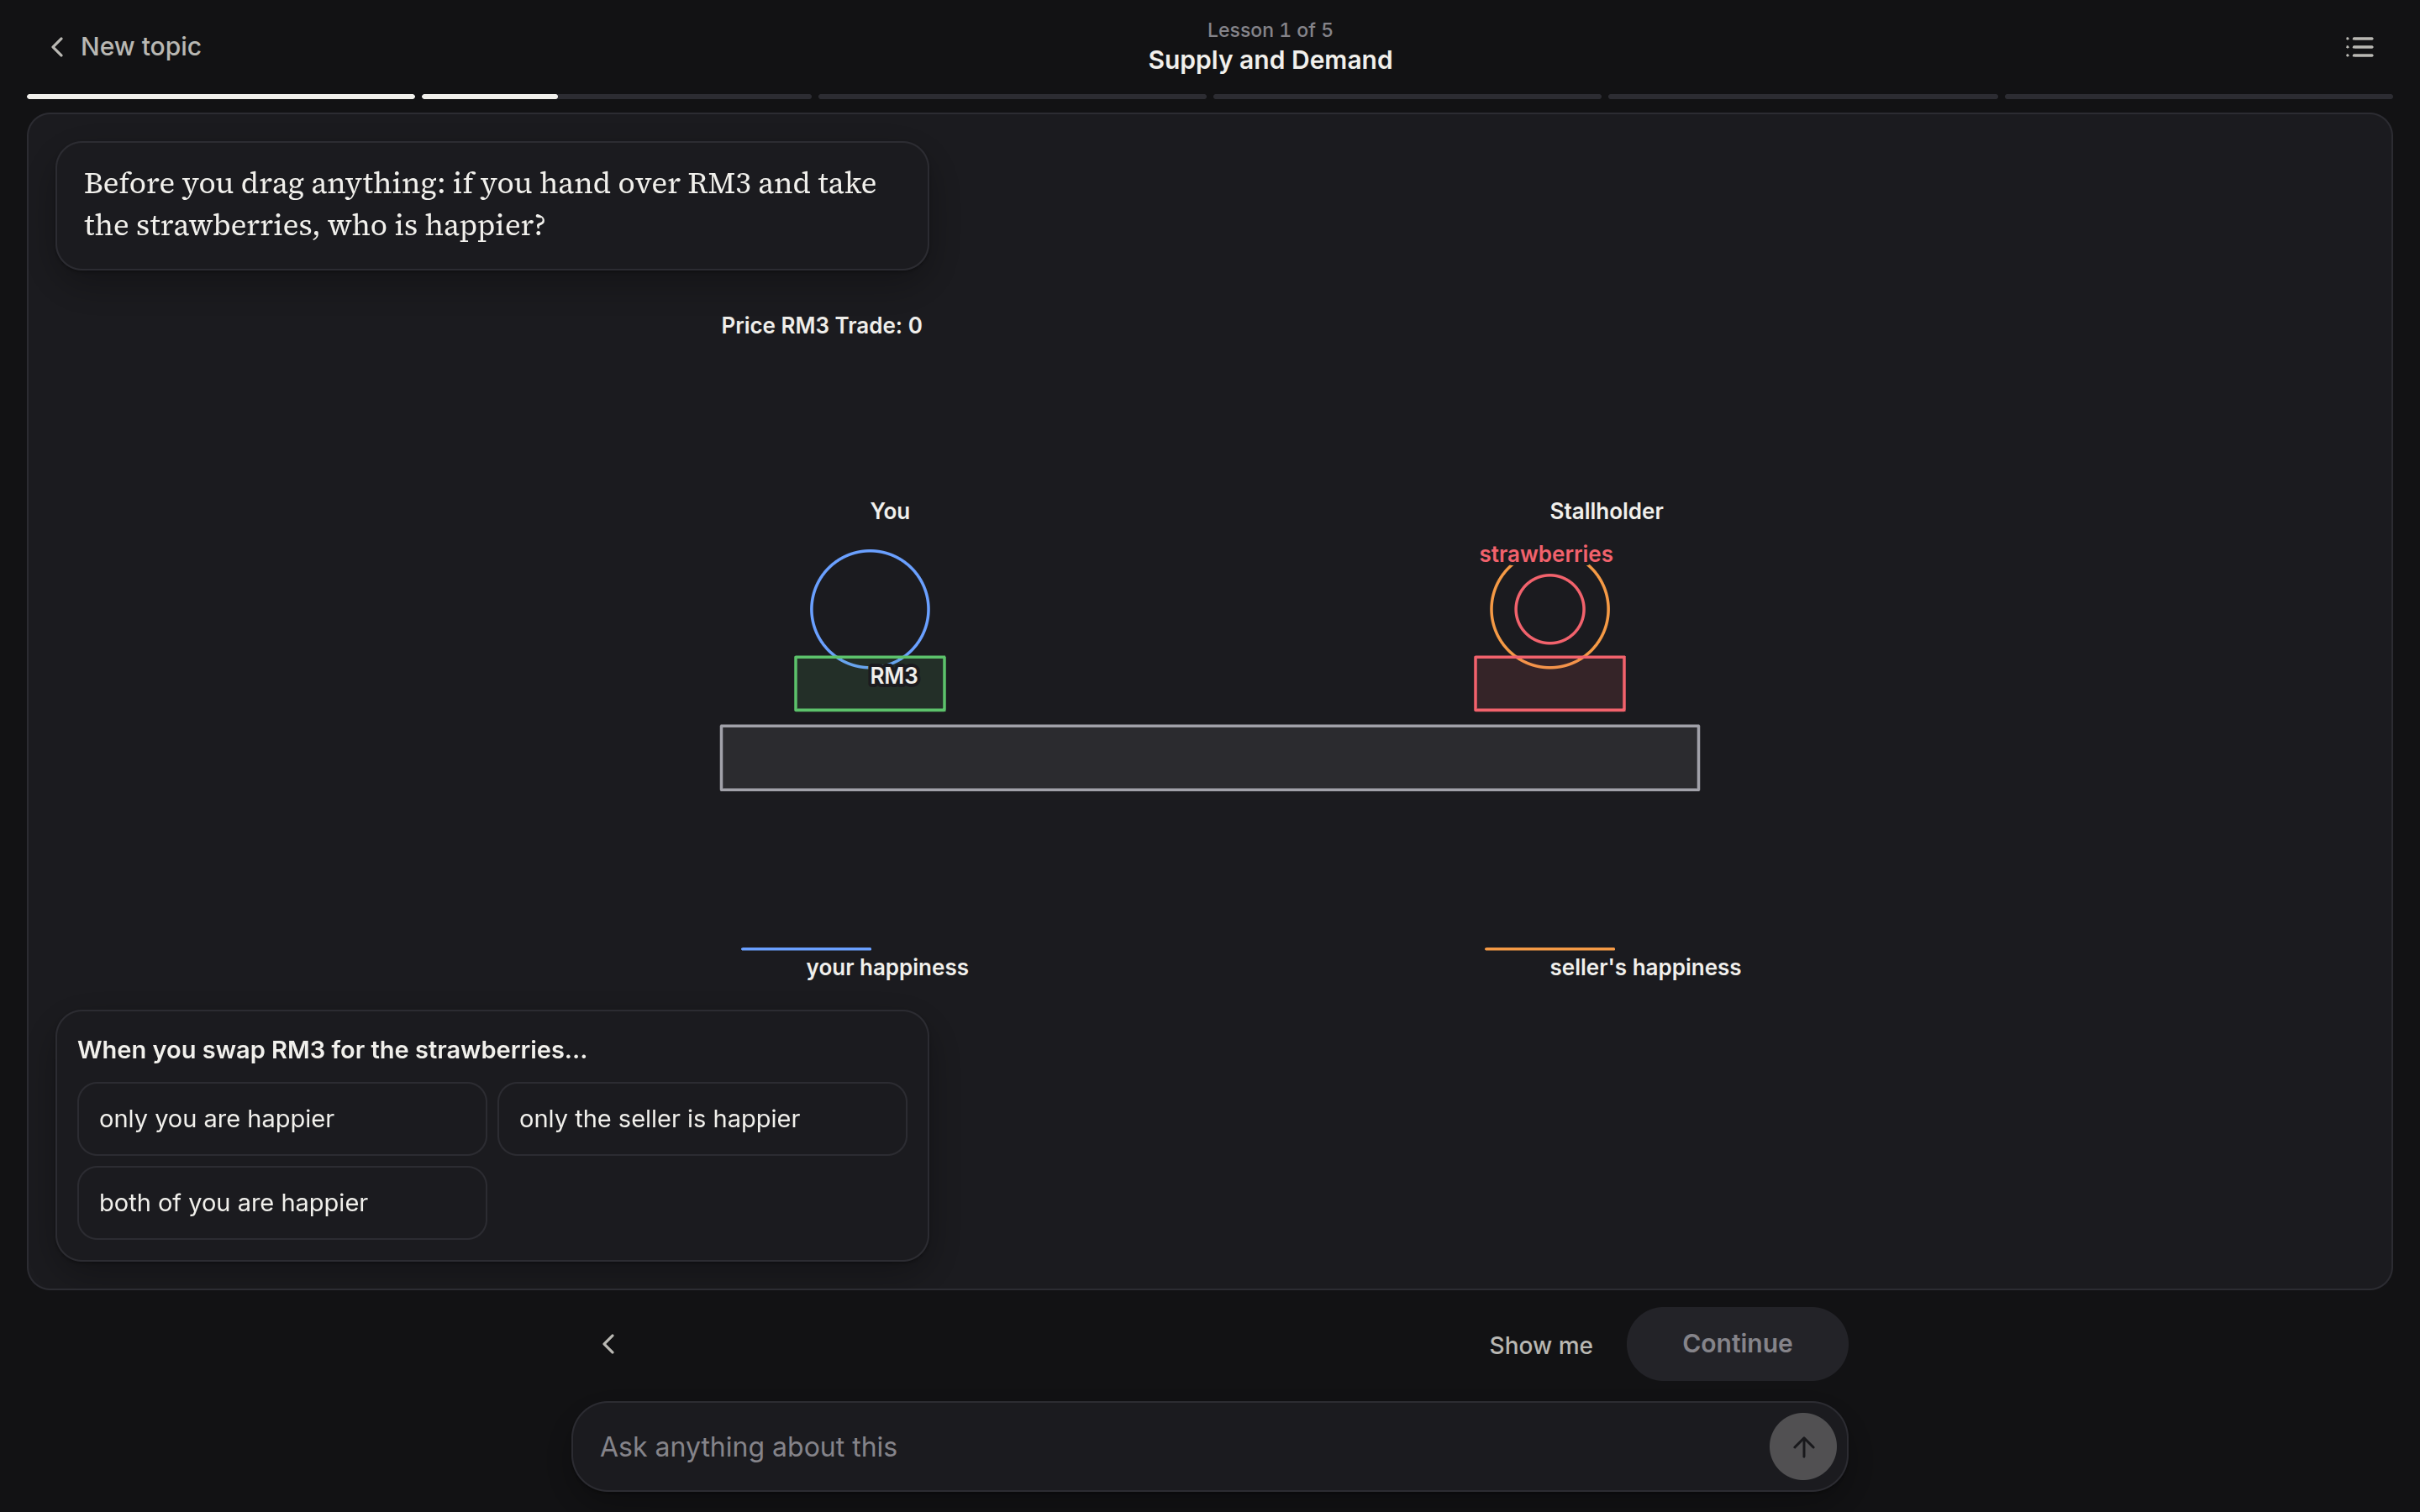 New topic
Lesson 1 of 5
Supply and Demand
Before you drag anything: if you hand over RM3 and take
the strawberries, who is happier?
Price RM3 Trade: 0
You
Stallholder
strawberries
RM3
your happiness
seller's happiness
When you swap RM3 for the strawberries...
only you are happier
only the seller is happier
both of you are happier
Show me
Continue
Ask anything about this